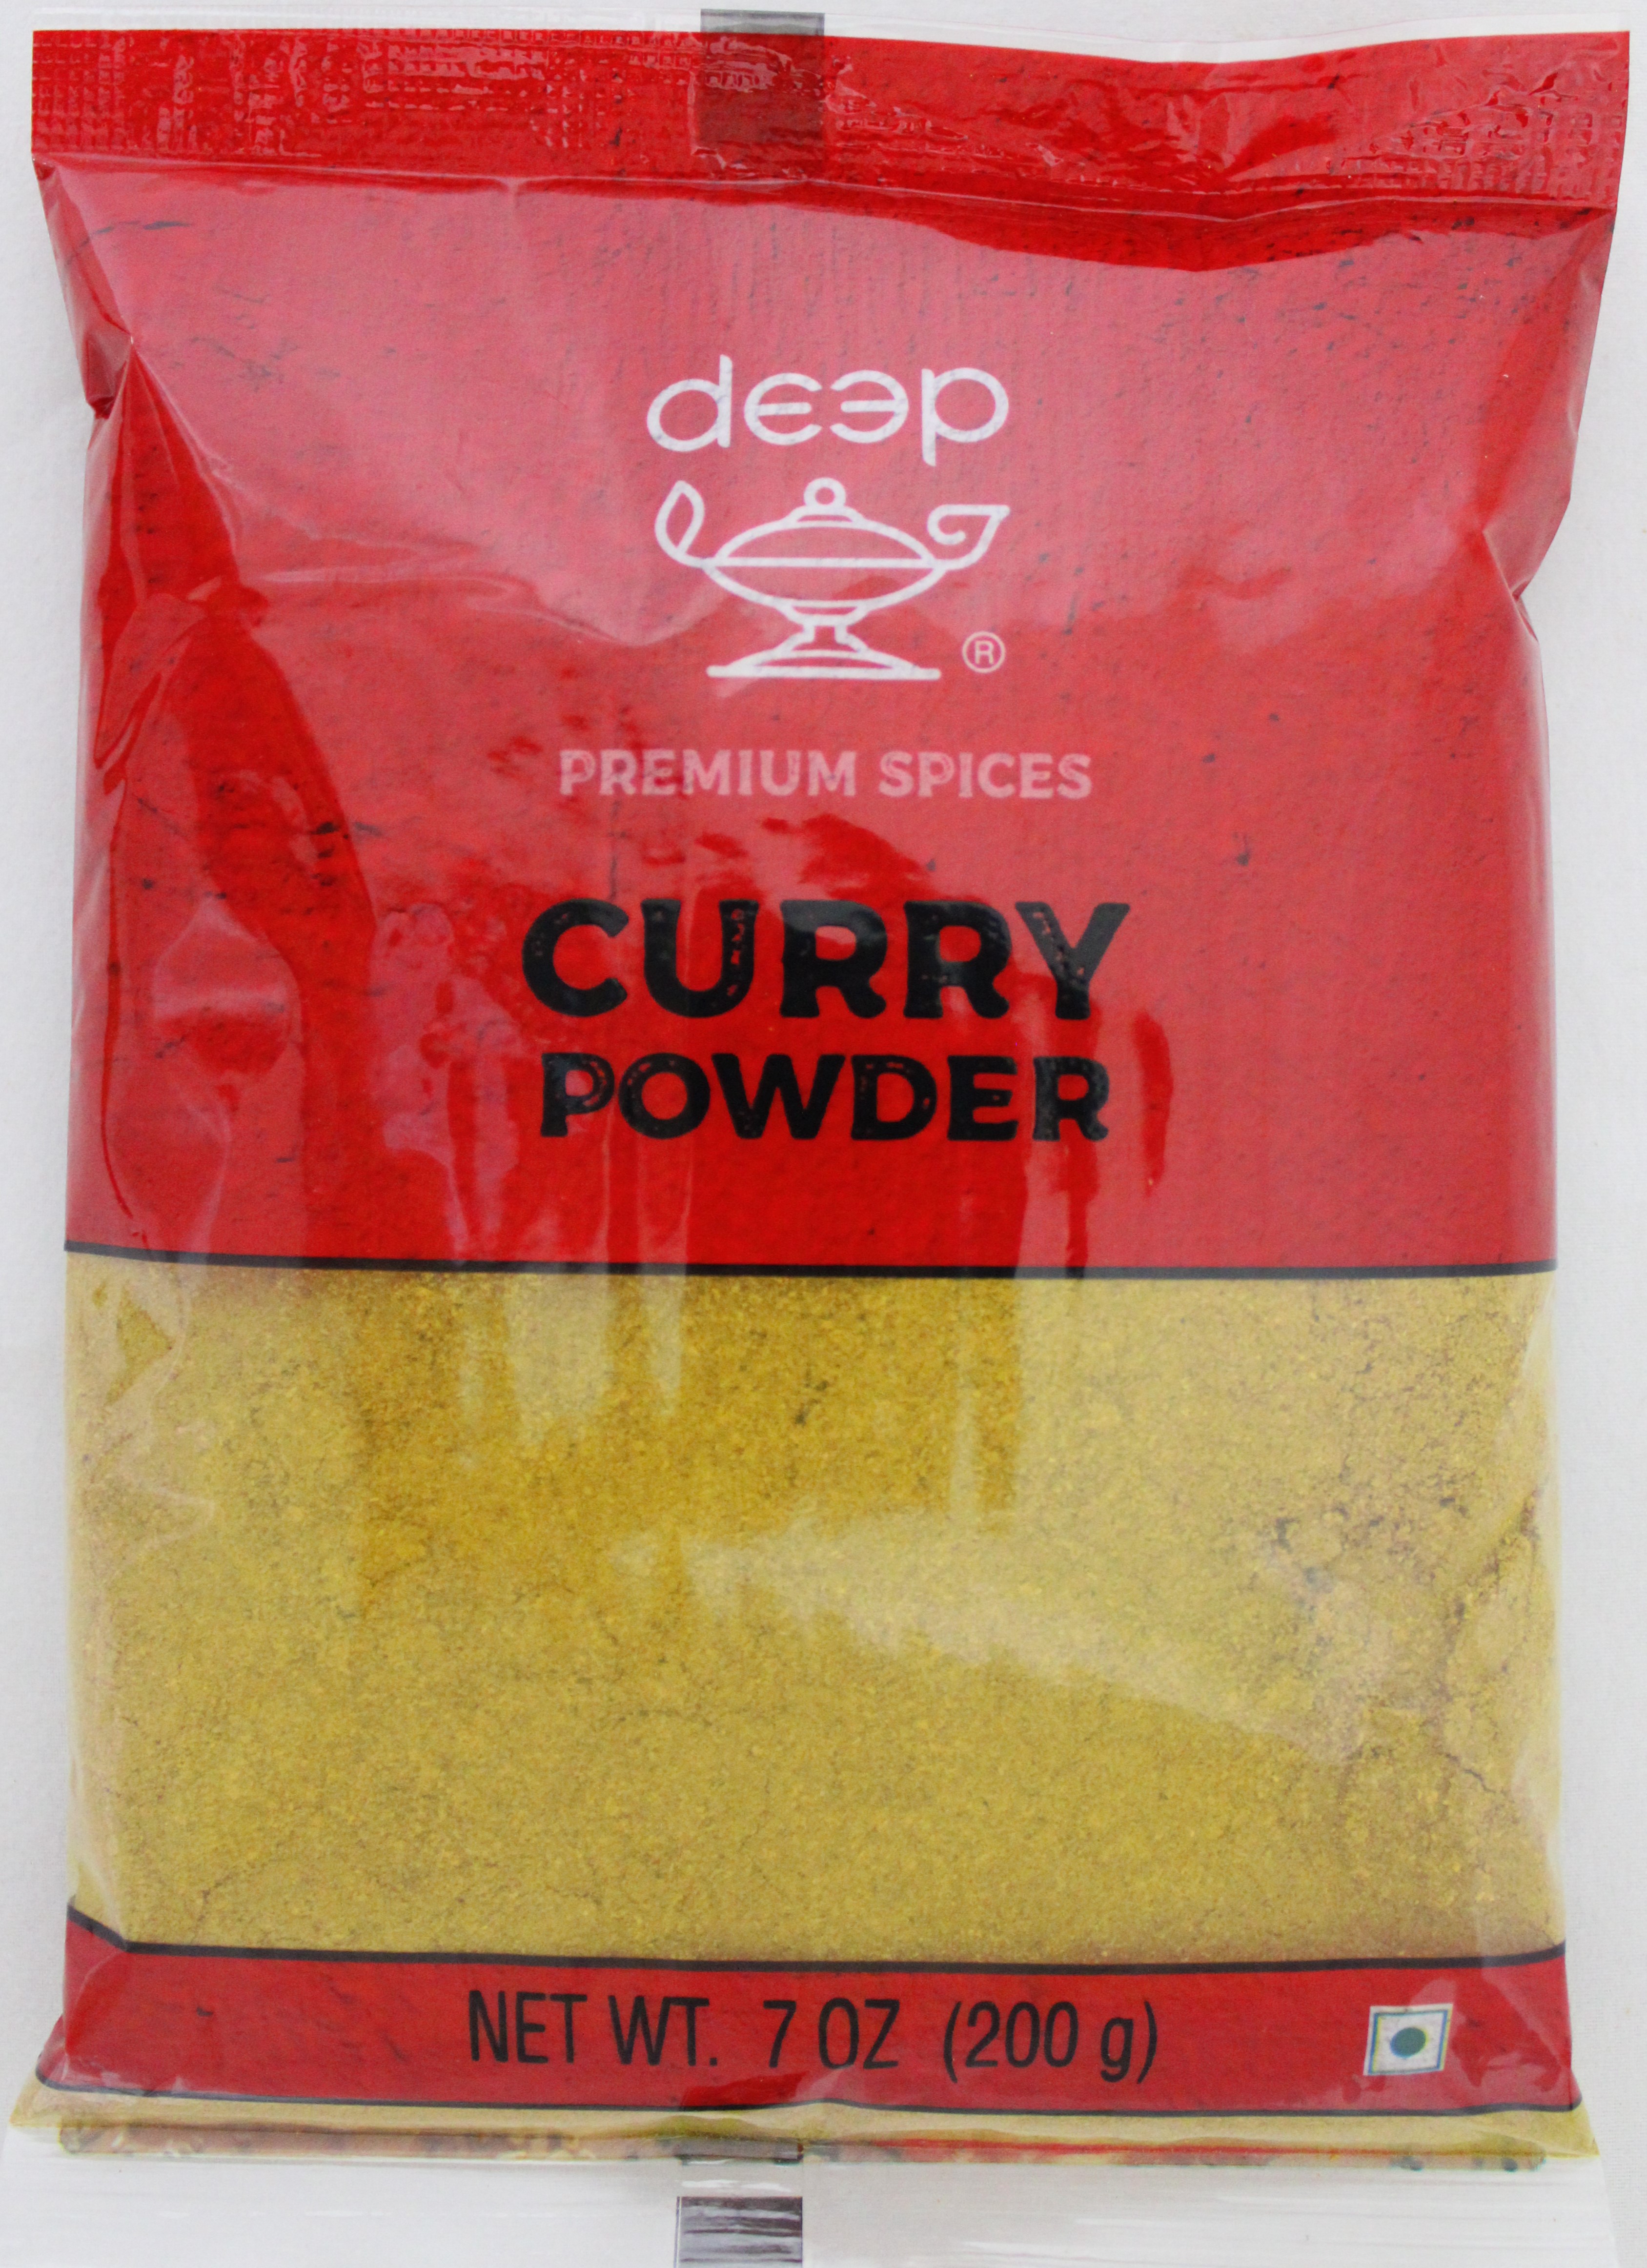 deep
®
PREMIUM SPICES
CURRY
POWDER
NET WT. 7 OZ (200 g)